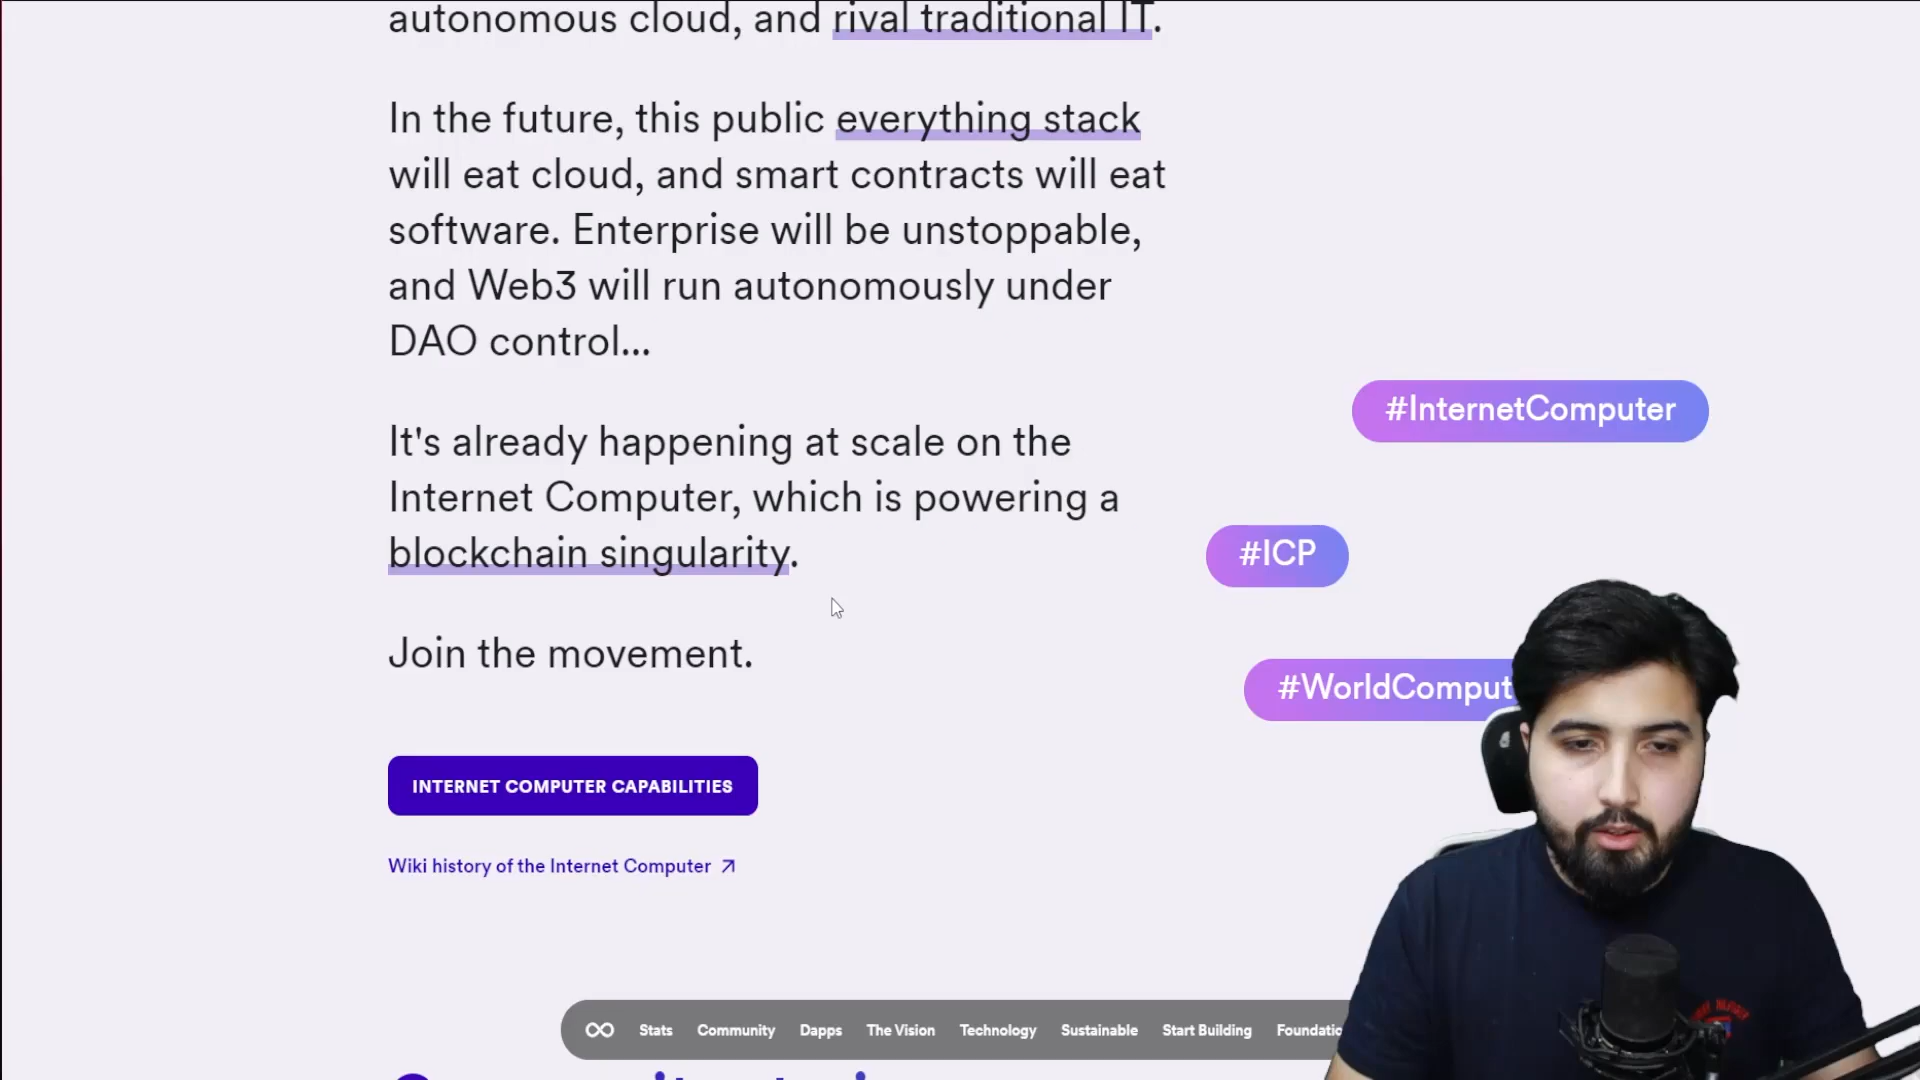 autonomous cloud, and rival traditional IT.
In the future, this public everything stack
will eat cloud, and smart contracts will eat
software. Enterprise will be unstoppable,
and Web3 will run autonomously under
DAO control...
It's already happening at scale on the
Internet Computer, which is powering a
blockchain singularity.
Join the movement.
#InternetComputer
#ICP
#WorldComput
INTERNET COMPUTER CAPABILITIES
Wiki history of the Internet Computer ↗
Stats Community Dapps The Vision Technology Sustainable Start Building Foundatio